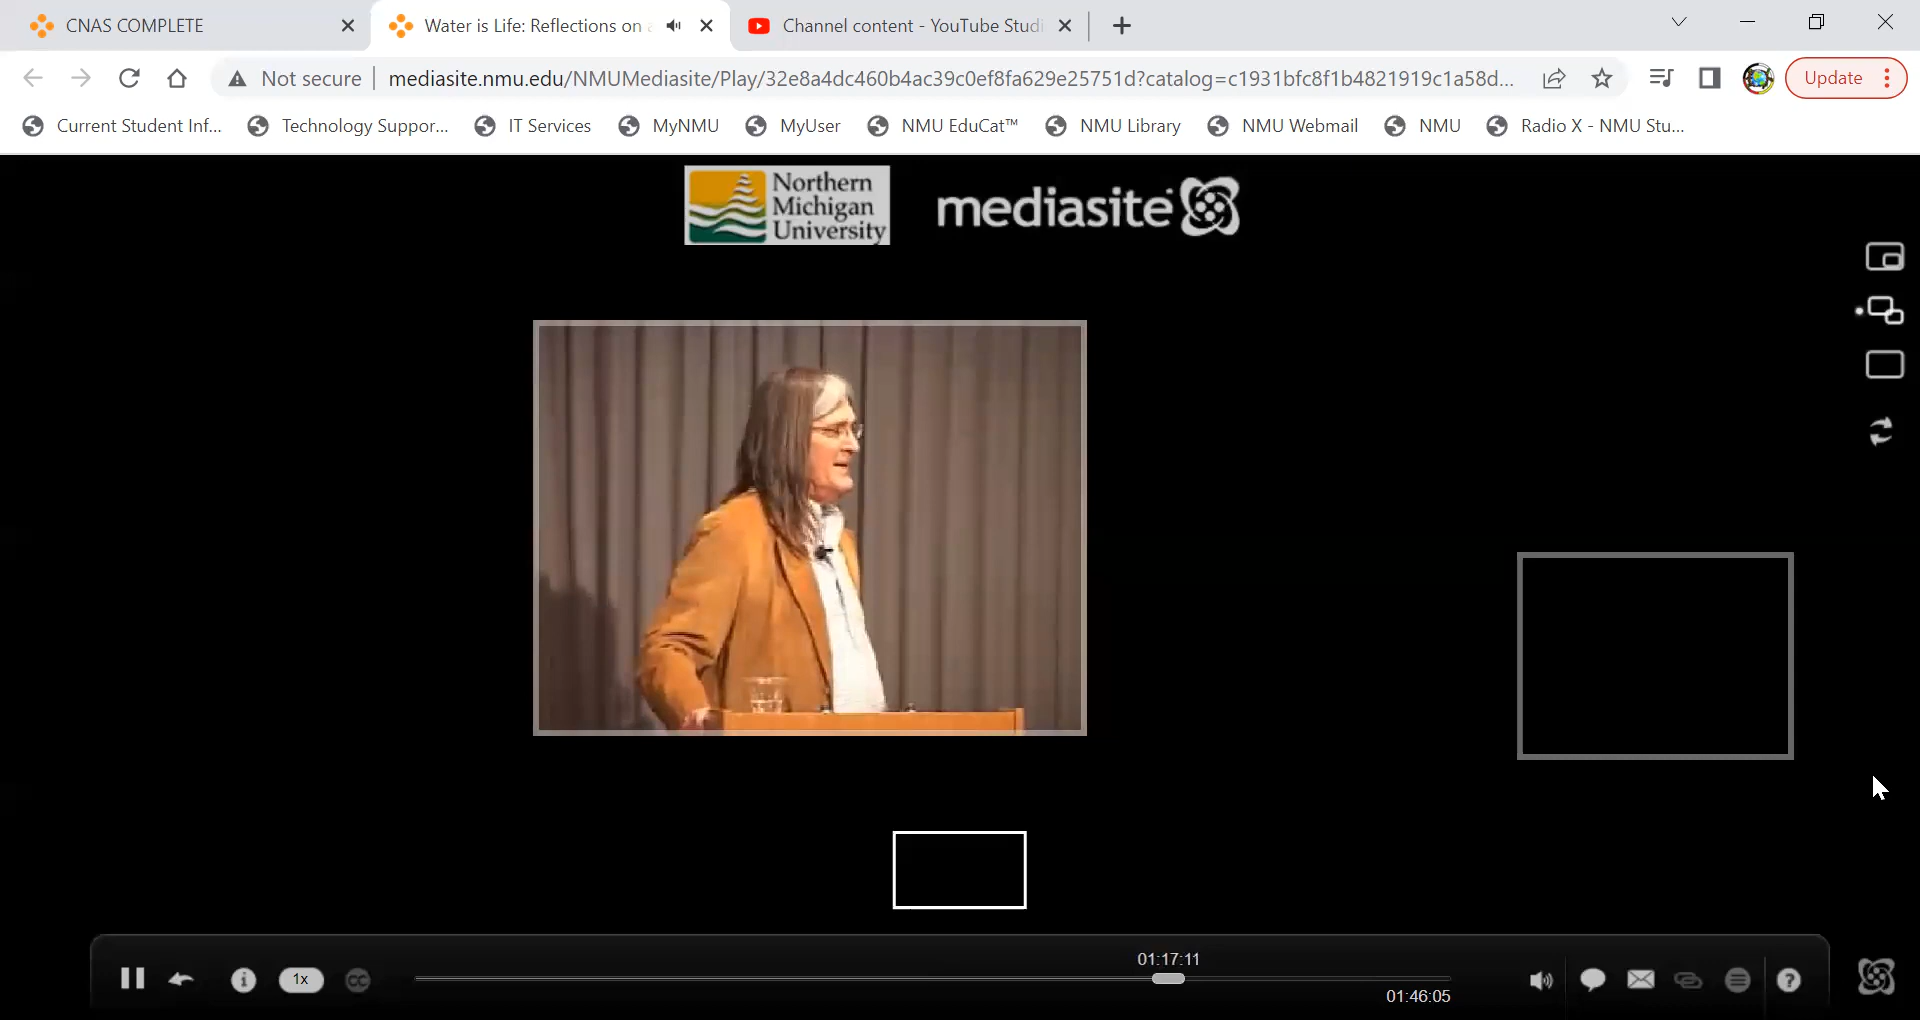 CNAS COMPLETE
Water is Life: Reflections on a
Channel content - YouTube Studi
Not secure
mediasite.nmu.edu/NMUMediasite/Play/32e8a4dc460b4ac39c0ef8fa629e25751d?catalog=c1931bfc8f1b4821919c1a58d...
Update
Current Student Inf...
Technology Suppor...
IT Services
MyNMU
MyUser
NMU EduCat™
NMU Library
NMU Webmail
NMU
Radio X - NMU Stu...
Northern
Michigan
University
mediasite
01:17:11
1x
CC
01:46:05